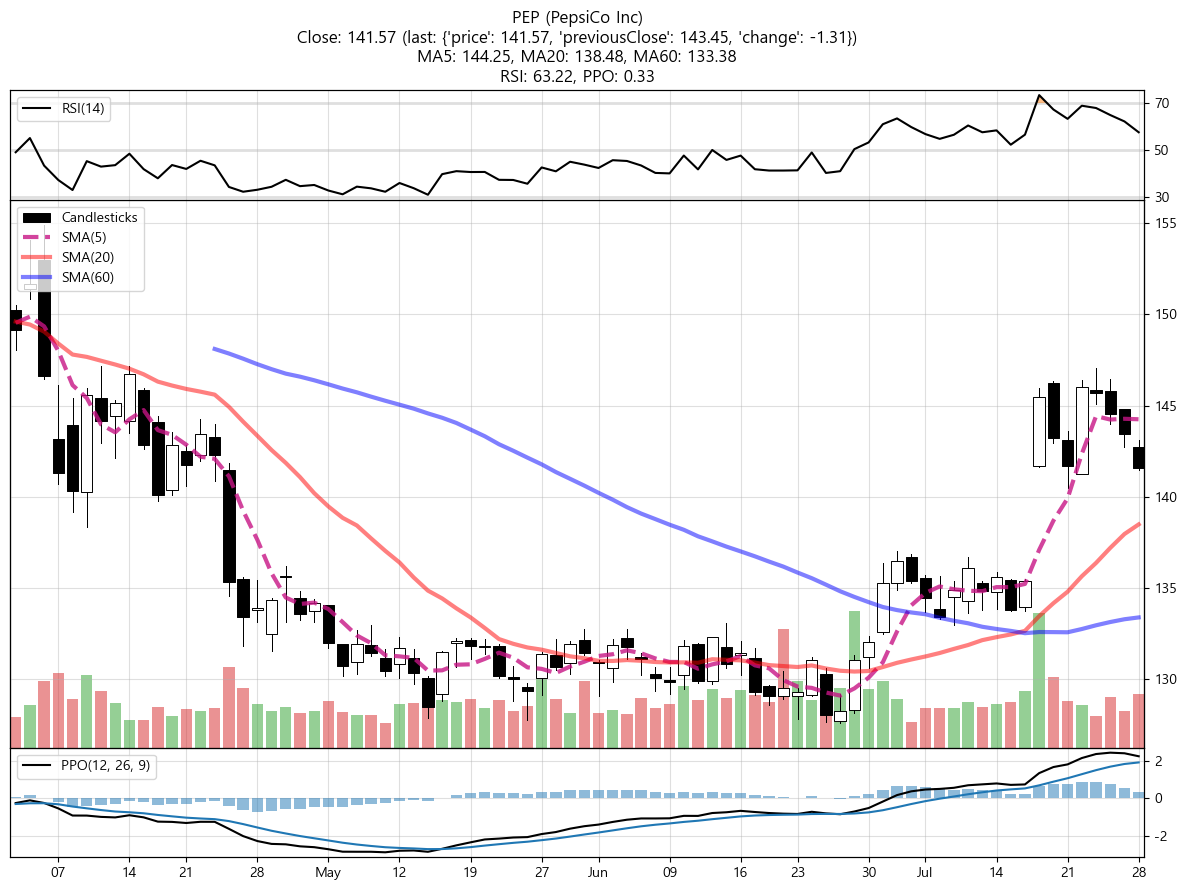 PEP (PepsiCo Inc)
Close: 141.57 (last: {'price': 141.57, 'previousClose': 143.45, 'change': -1.31})
MA5: 144.25, MA20: 138.48, MA60: 133.38
RSI: 63.22, PPO: 0.33
RSI(14)
70
50
30
Candlesticks
SMA(5)
SMA(20)
SMA(60)
155
150
145
140
135
130
PPO(12, 26, 9)
2
0
-2
07 14 21 28 May 12 19 27 Jun 09 16 23 30 Jul 14 21 28